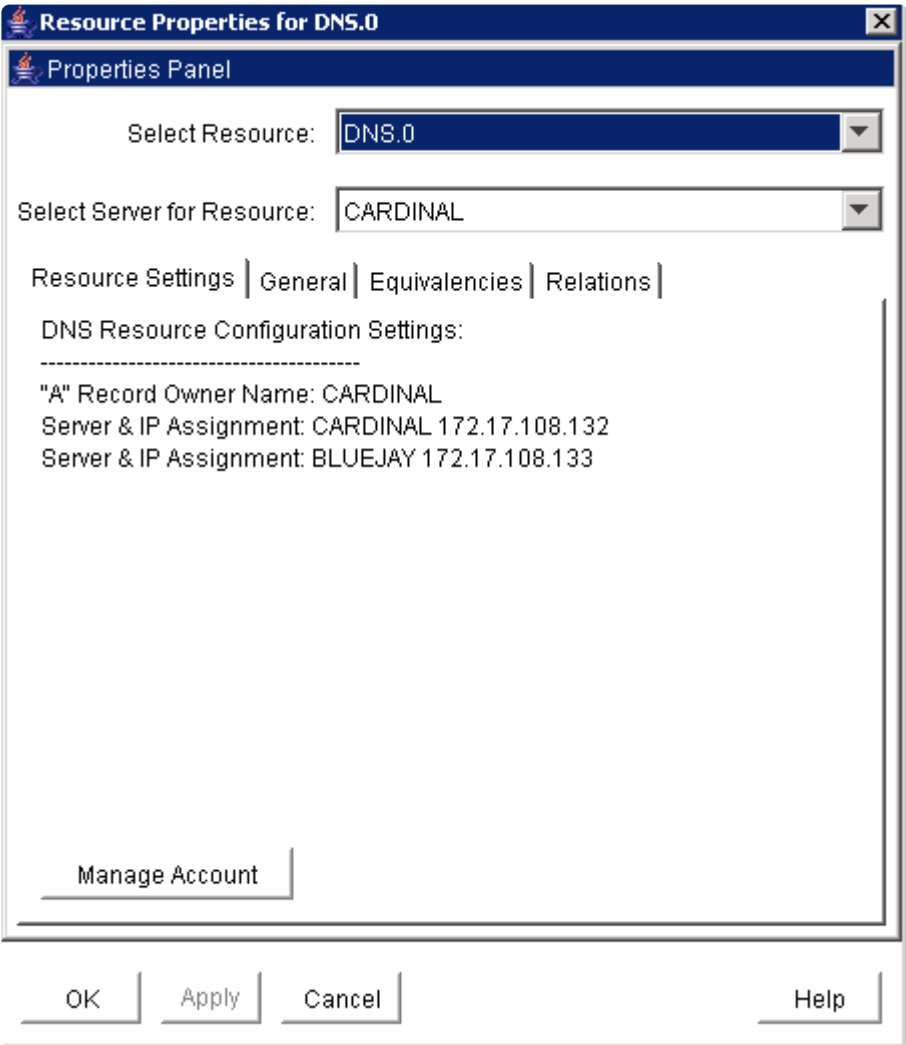 Resource Properties for DNS.0
Properties Panel
Select Resource: DNS.0
Select Server for Resource: CARDINAL
Resource Settings General Equivalencies Relations
DNS Resource Configuration Settings:
----------------------------------------
"A" Record Owner Name: CARDINAL
Server & IP Assignment: CARDINAL 172.17.108.132
Server & IP Assignment: BLUEJAY 172.17.108.133
Manage Account
OK Apply Cancel Help